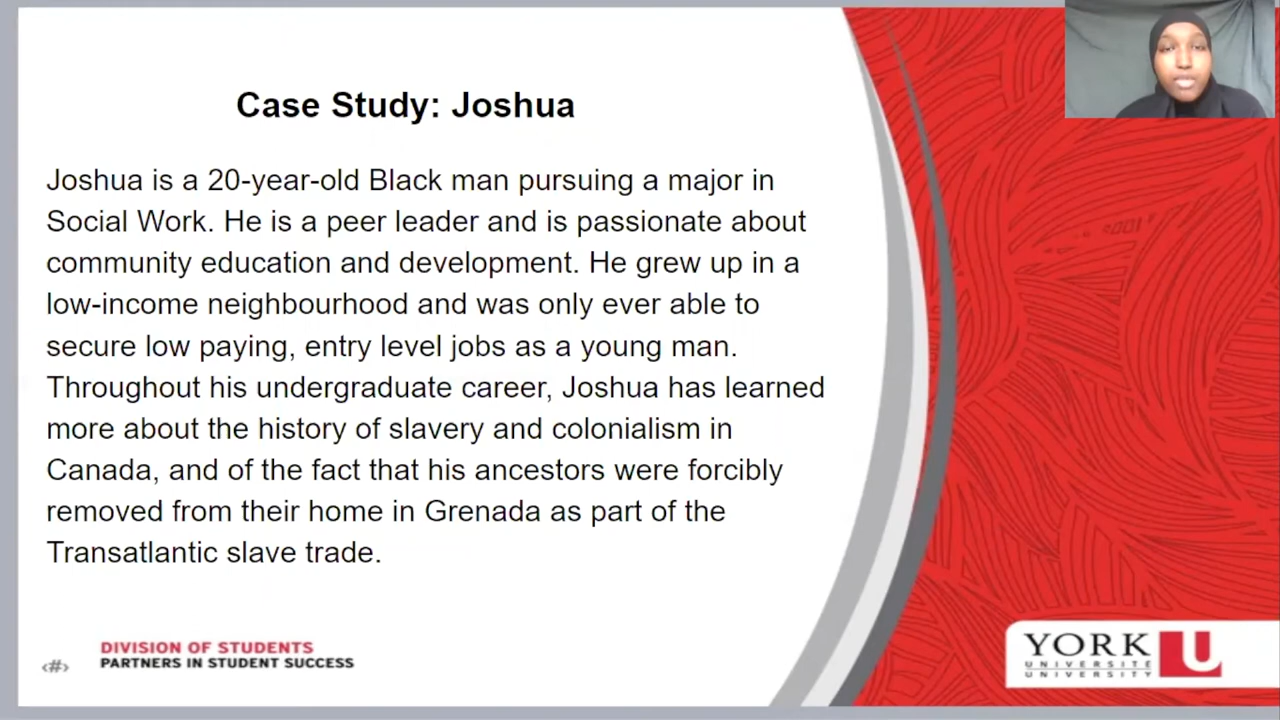 Case Study: Joshua
Joshua is a 20-year-old Black man pursuing a major in
Social Work. He is a peer leader and is passionate about
community education and development. He grew up in a
low-income neighbourhood and was only ever able to
secure low paying, entry level jobs as a young man.
Throughout his undergraduate career, Joshua has learned
more about the history of slavery and colonialism in
Canada, and of the fact that his ancestors were forcibly
removed from their home in Grenada as part of the
Transatlantic slave trade.
‹#›
DIVISION OF STUDENTS
PARTNERS IN STUDENT SUCCESS
YORK U
UNIVERSITÉ
UNIVERSITY